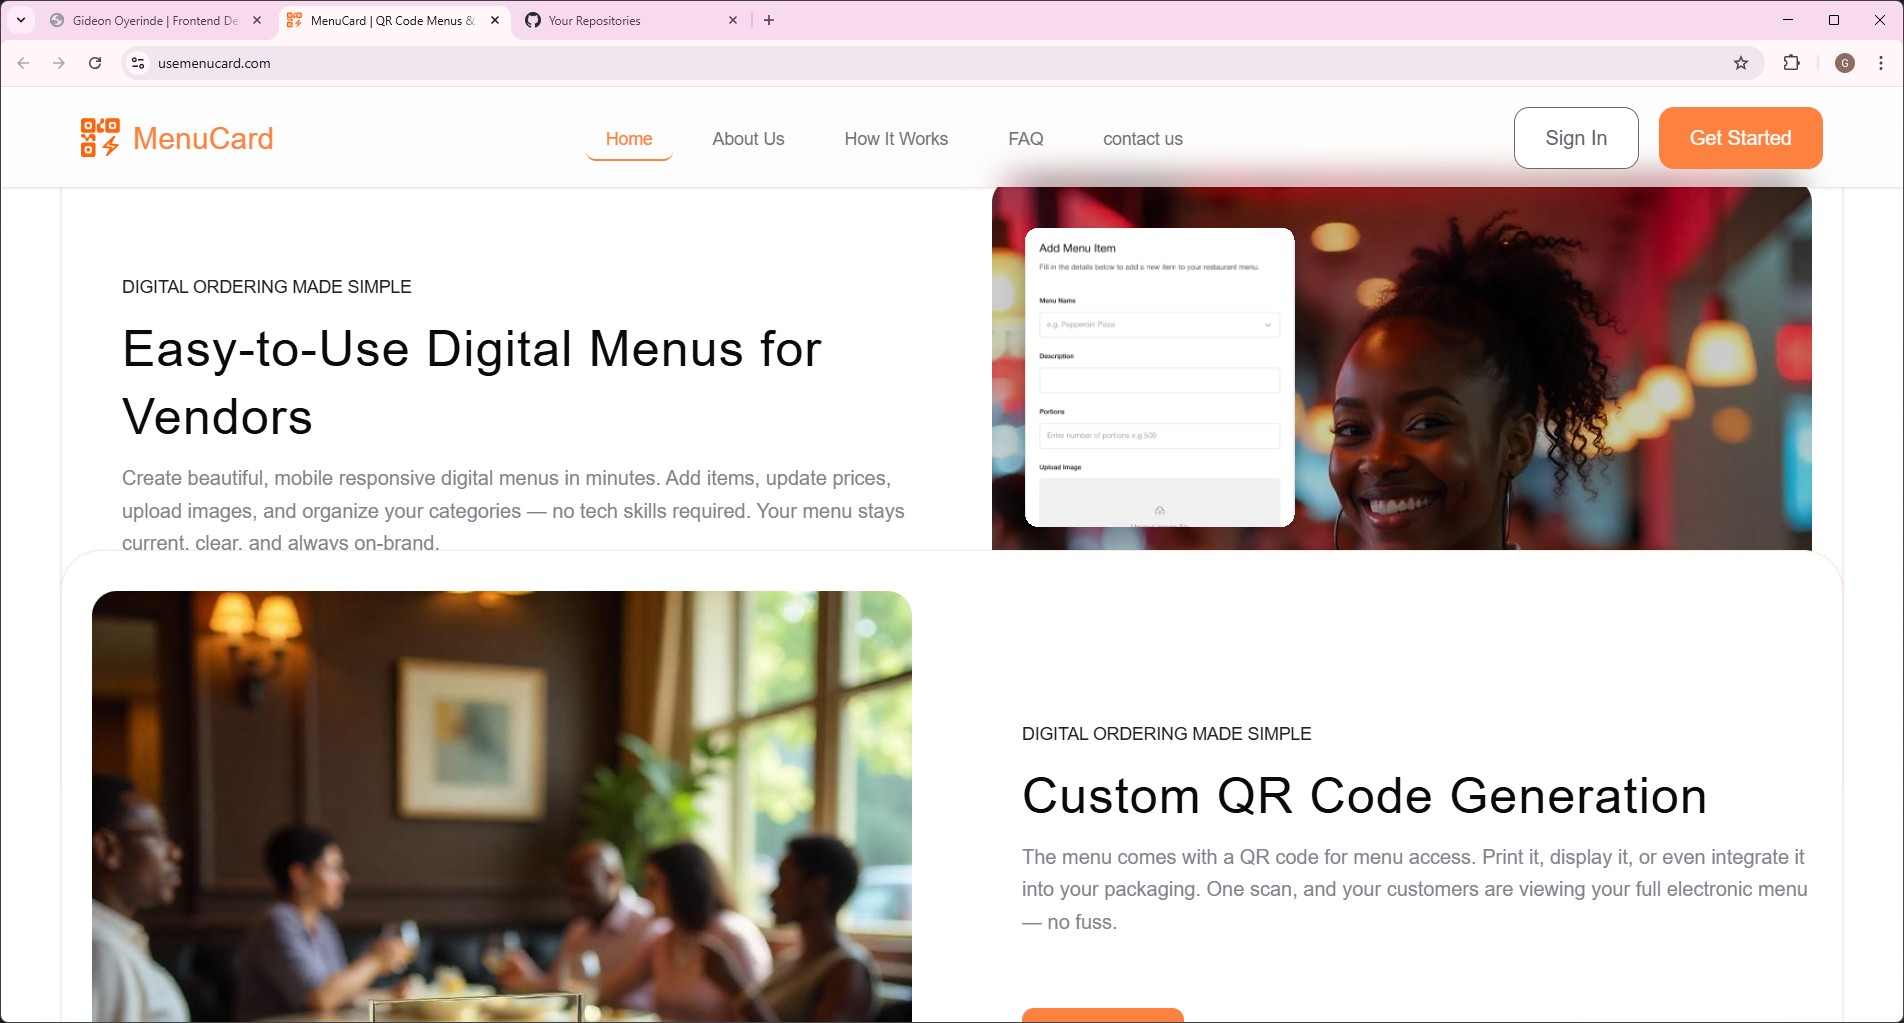 Gideon Oyerinde | Frontend De
MenuCard | QR Code Menus &
Your Repositories
usemenucard.com
G
MenuCard
Home
About Us
How It Works
FAQ
contact us
Sign In
Get Started
DIGITAL ORDERING MADE SIMPLE
Easy-to-Use Digital Menus for
Vendors
Create beautiful, mobile responsive digital menus in minutes. Add items, update prices,
upload images, and organize your categories — no tech skills required. Your menu stays
current, clear, and always on-brand.
Add Menu Item
Fill in the details below to add a new item to your restaurant menu.
Menu Name
e.g. Pepperoni Pizza
Description
Portions
Enter number of portions e.g 500
Upload Image
DIGITAL ORDERING MADE SIMPLE
Custom QR Code Generation
The menu comes with a QR code for menu access. Print it, display it, or even integrate it
into your packaging. One scan, and your customers are viewing your full electronic menu
— no fuss.